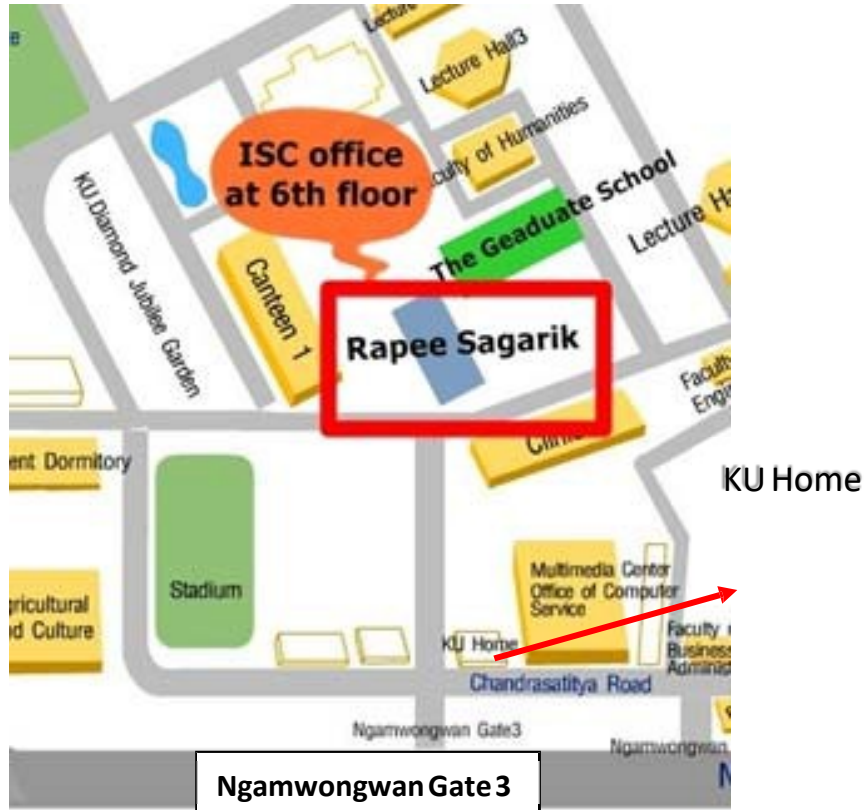 Lecture
Lecture Hall3
ISC office
at 6th floor
culty of Humanities
The Geaduate School
Lecture Ha
KU.Diamond Jubilee Garden
Canteen 1
Rapee Sagarik
Faculty
Engi
Clinic
ent Dormitory
KU Home
Stadium
Multimedia Center
Office of Computer
Service
gricultural
nd Culture
KU Home
Faculty
Business
Administ
Chandrasatitya Road
Ngamwongwan Gate3
Ngamwongwan
Ngamwongwan Gate 3
N